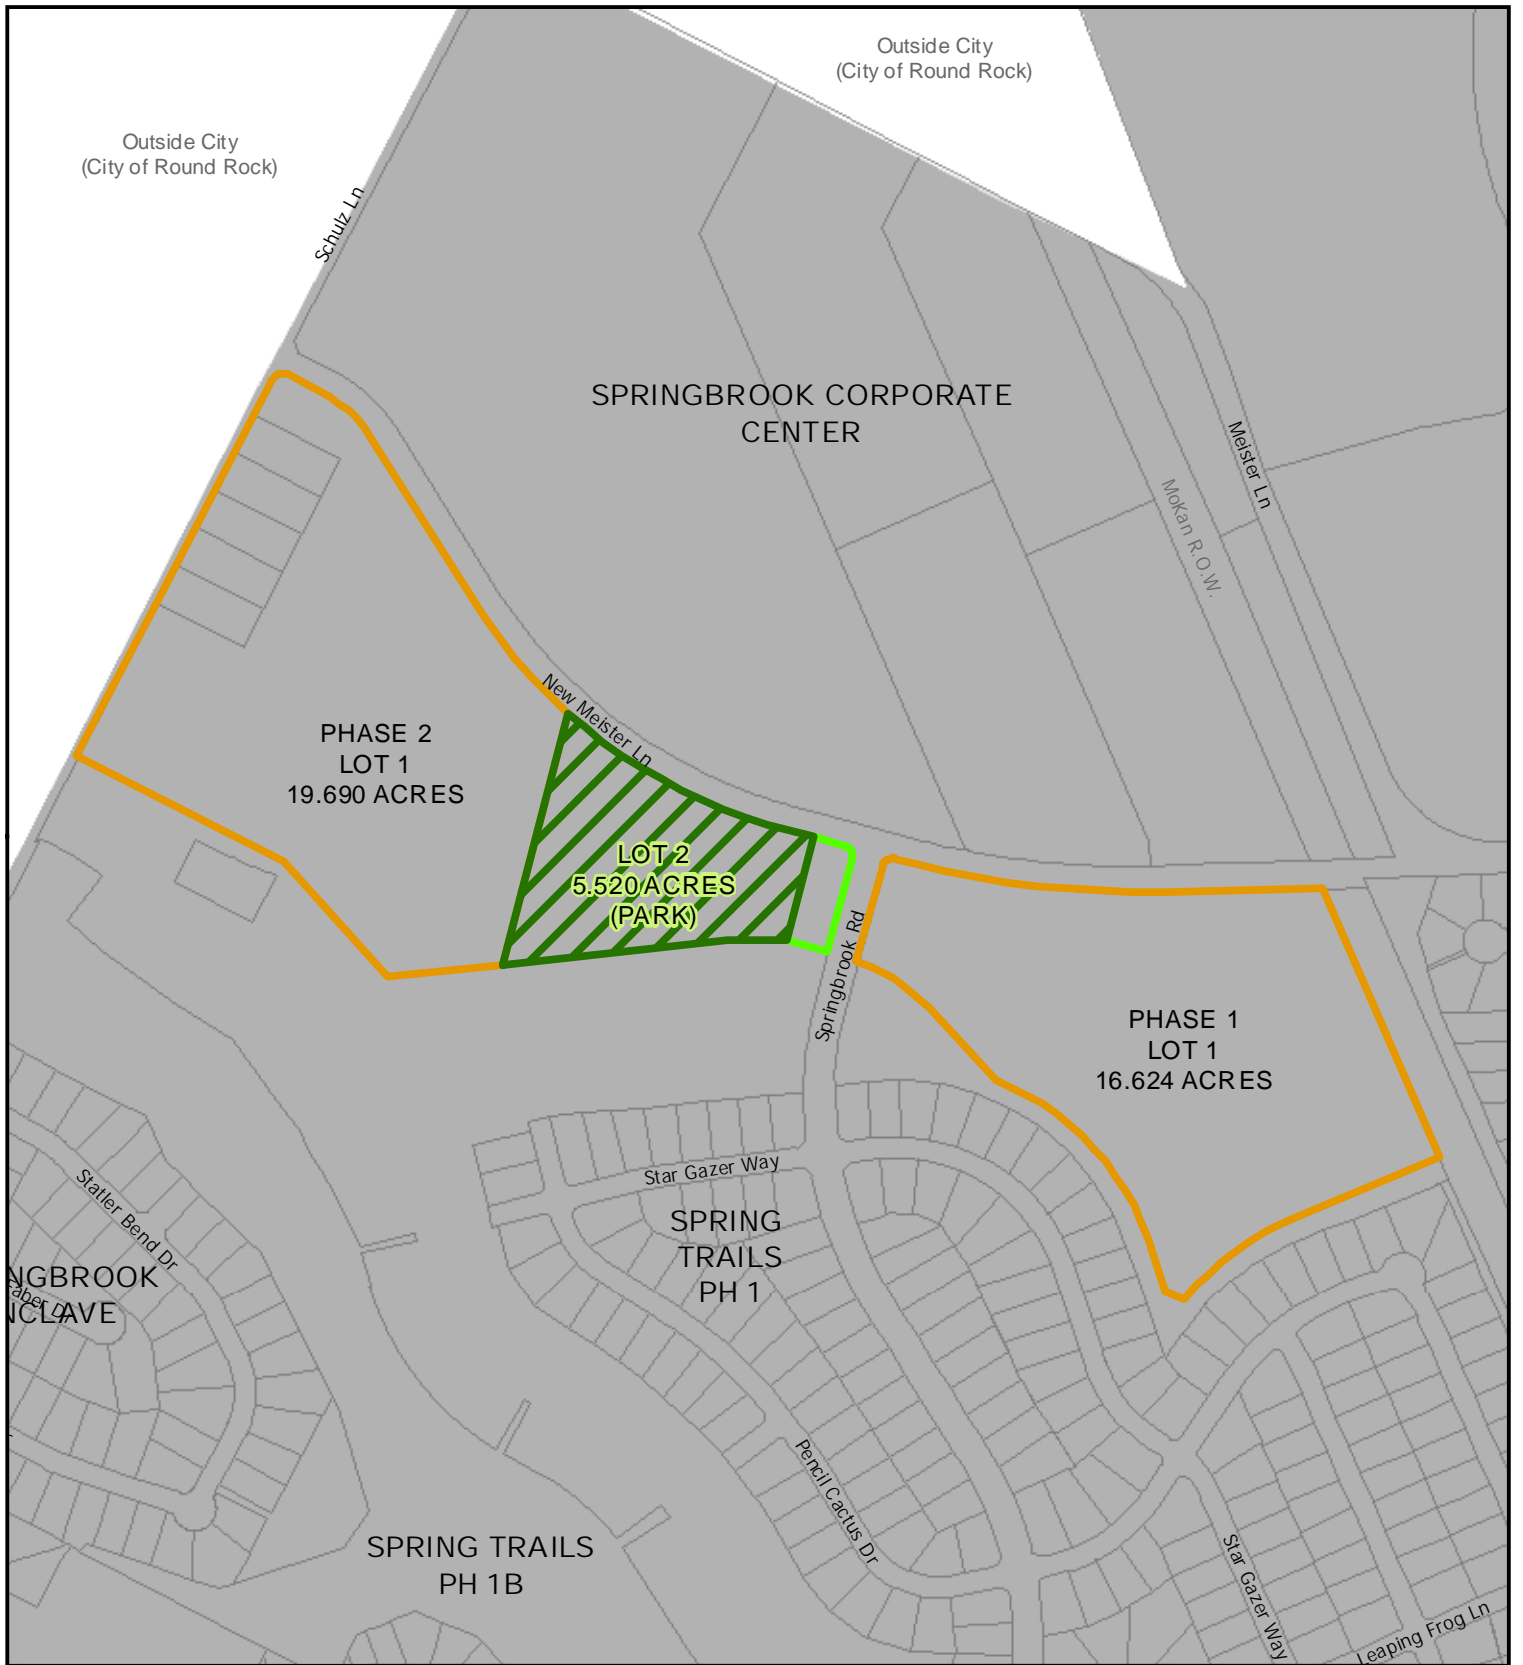 Outside City
(City of Round Rock)
Outside City
(City of Round Rock)
Schulz Ln
SPRINGBROOK CORPORATE
CENTER
Meister Ln
MoKan R.O.W.
New Meister Ln
PHASE 2
LOT 1
19.690 ACRES
LOT 2
5.520 ACRES
(PARK)
Springbrook Rd
PHASE 1
LOT 1
16.624 ACRES
Star Gazer Way
Statler Bend Dr
SPRING
TRAILS
PH 1
NGBROOK
NCLAVE
aber D
Pencil Cactus Dr
SPRING TRAILS
PH 1B
Star Gazer Way
Leaping Frog Ln